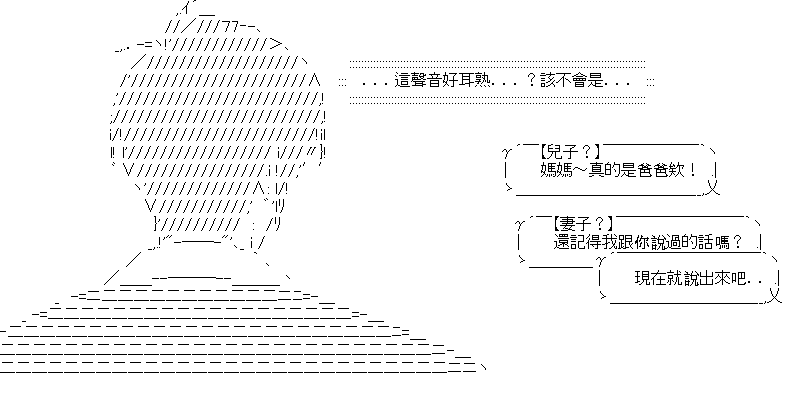 ...這聲音好耳熟...？該不會是...
【兒子？】
媽媽～真的是爸爸欸！
【妻子？】
還記得我跟你說過的話嗎？
現在就說出來吧..